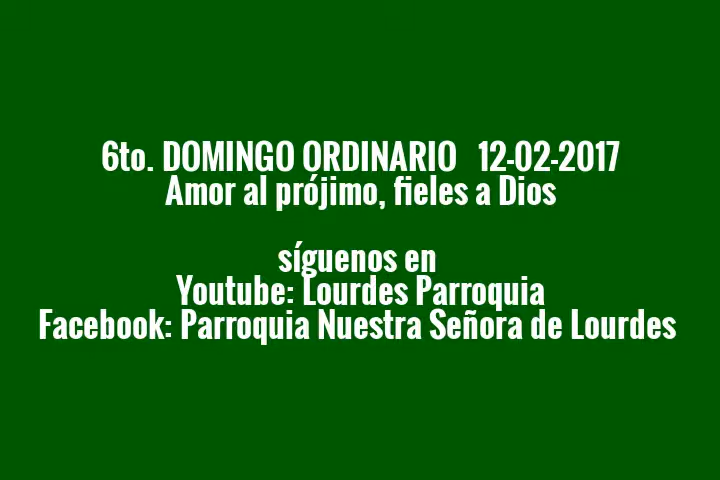 6to. DOMINGO ORDINARIO 12-02-2017
Amor al prójimo, fieles a Dios
síguenos en
Youtube: Lourdes Parroquia
Facebook: Parroquia Nuestra Señora de Lourdes